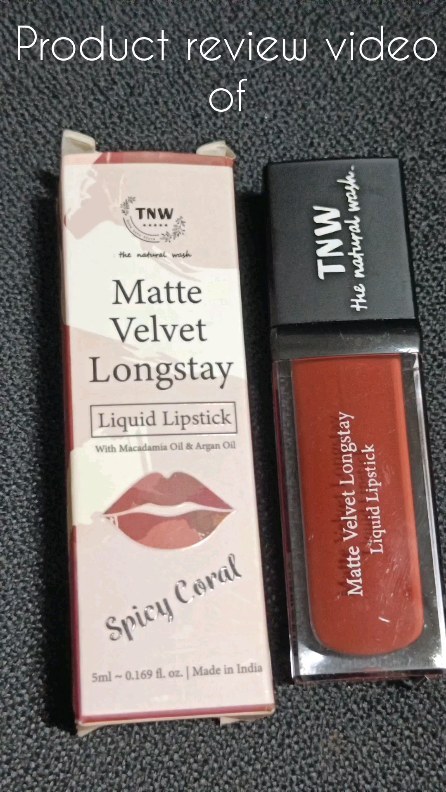 Product review video
of
TNW
the natural wash
Matte
Velvet
Longstay
Liquid Lipstick
With Macadamia Oil & Argan Oil
Spicy Coral
5ml ~ 0.169 fl. oz. | Made in India
TNW
the natural wash.
Matte Velvet Longstay
Liquid Lipstick